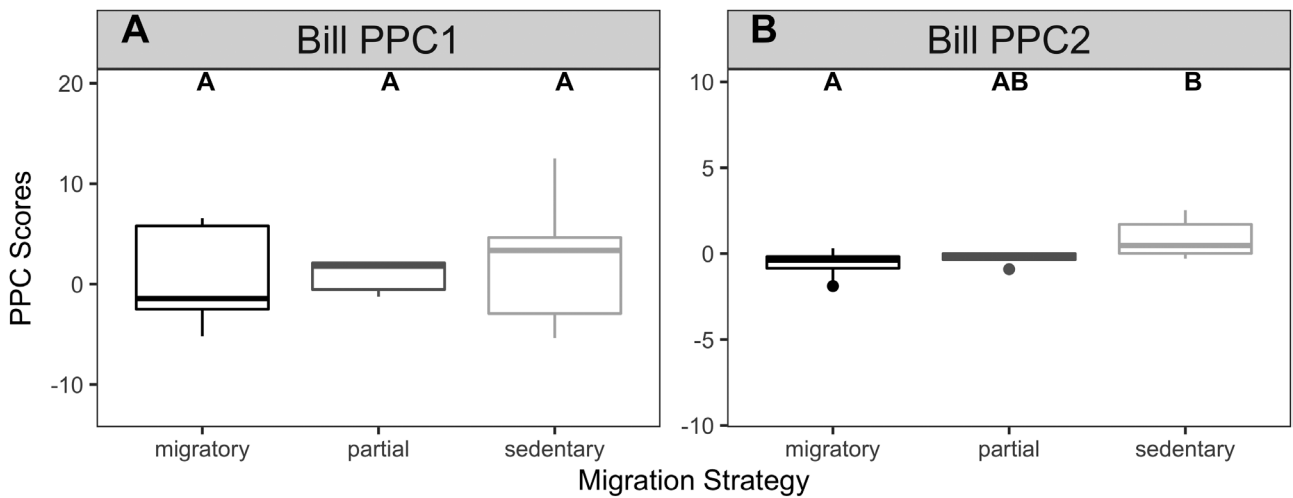 A Bill PPC1
B Bill PPC2
A A A
A AB B
20
10
0
-10
10
5
0
-5
-10
PPC Scores
migratory partial sedentary
migratory partial sedentary
Migration Strategy